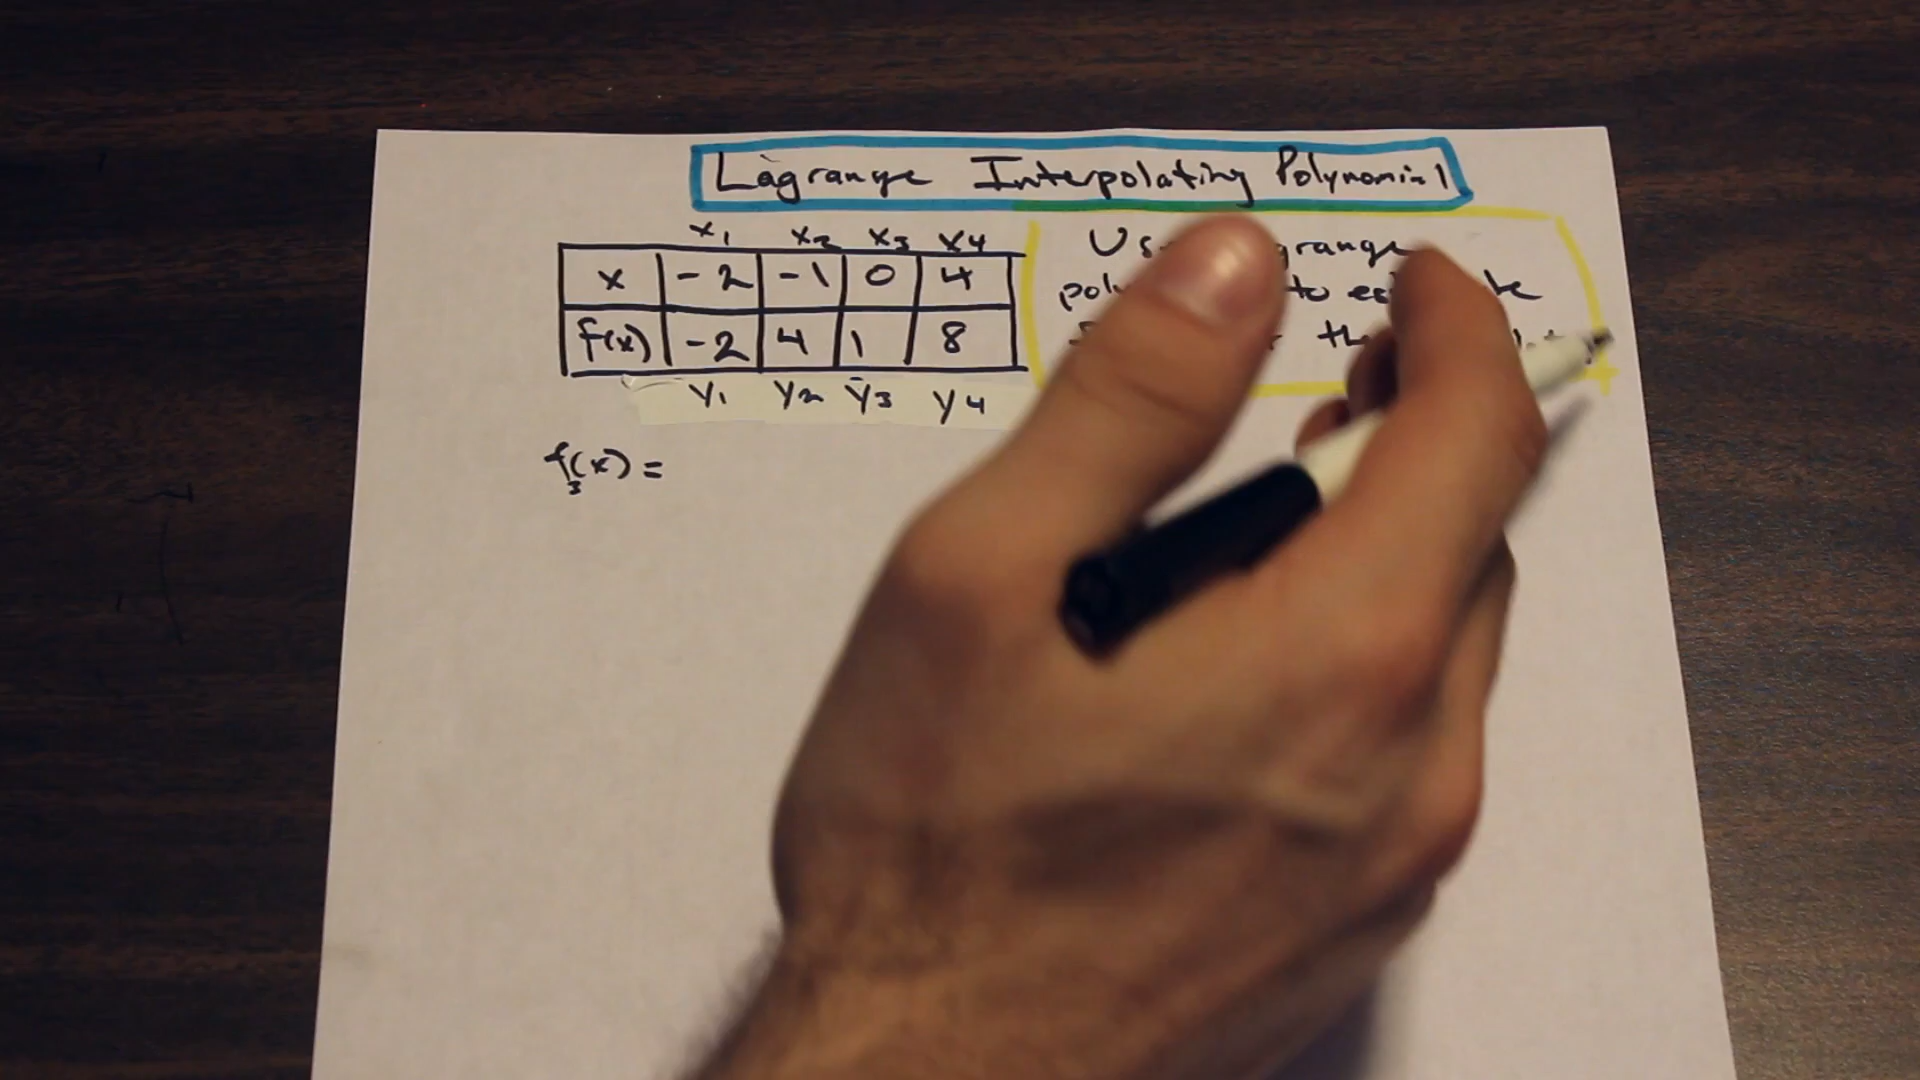 Lagrange Interpolating Polynomial
x1 x2 x3 x4
x -2 -1 0 4
f(x) -2 4 1 8
y1 y2 y3 y4
to
f3(x) =